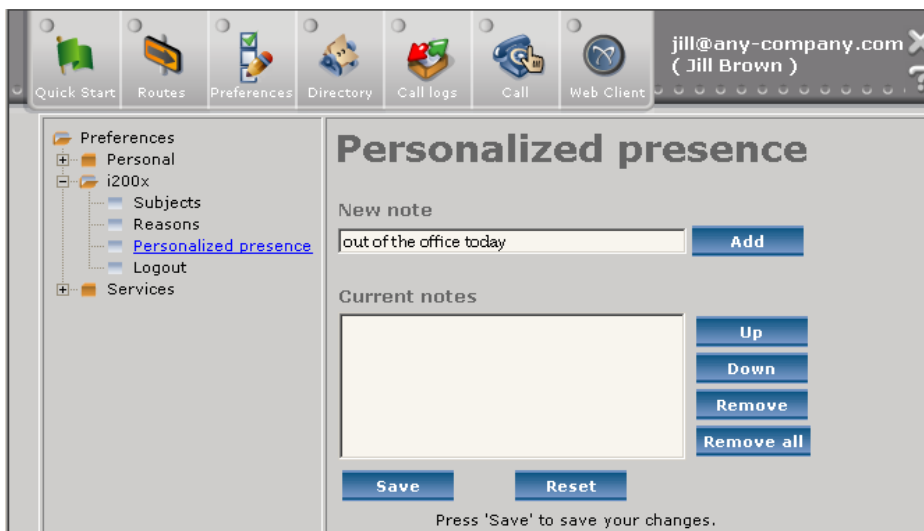 jill@any-company.com
( Jill Brown )
Quick Start Routes Preferences Directory Call logs Call Web Client
Preferences
Personal
i200x
Subjects
Reasons
Personalized presence
Logout
Services
Personalized presence
New note
out of the office today Add
Current notes
Up
Down
Remove
Remove all
Save Reset
Press 'Save' to save your changes.